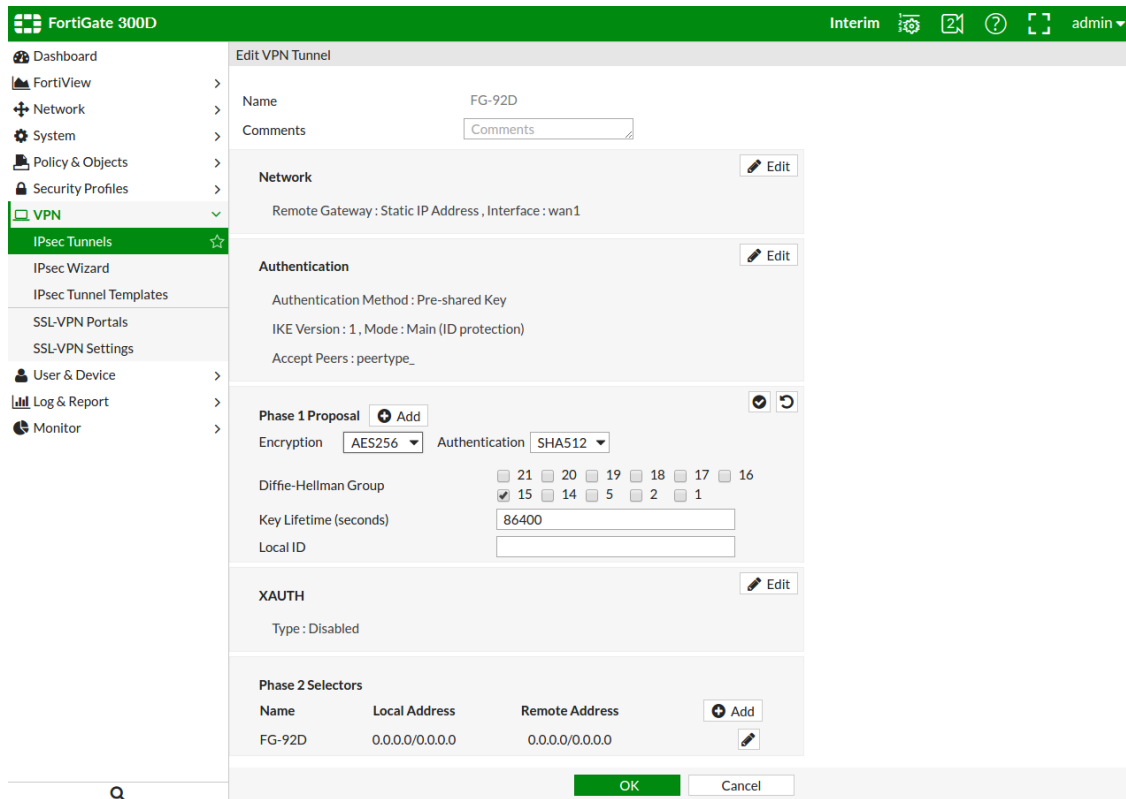 FortiGate 300D
Interim
2
?
admin
Dashboard
FortiView
Network
System
Policy & Objects
Security Profiles
VPN
IPsec Tunnels
IPsec Wizard
IPsec Tunnel Templates
SSL-VPN Portals
SSL-VPN Settings
User & Device
Log & Report
Monitor
Edit VPN Tunnel
Name FG-92D
Comments Comments
Network Edit
Remote Gateway : Static IP Address , Interface : wan1
Authentication Edit
Authentication Method : Pre-shared Key
IKE Version : 1 , Mode : Main (ID protection)
Accept Peers : peertype_
Phase 1 Proposal Add
Encryption AES256 Authentication SHA512
Diffie-Hellman Group
21 20 19 18 17 16
15 14 5 2 1
Key Lifetime (seconds) 86400
Local ID
XAUTH Edit
Type : Disabled
Phase 2 Selectors
Name Local Address Remote Address Add
FG-92D 0.0.0.0/0.0.0.0 0.0.0.0/0.0.0.0
OK Cancel